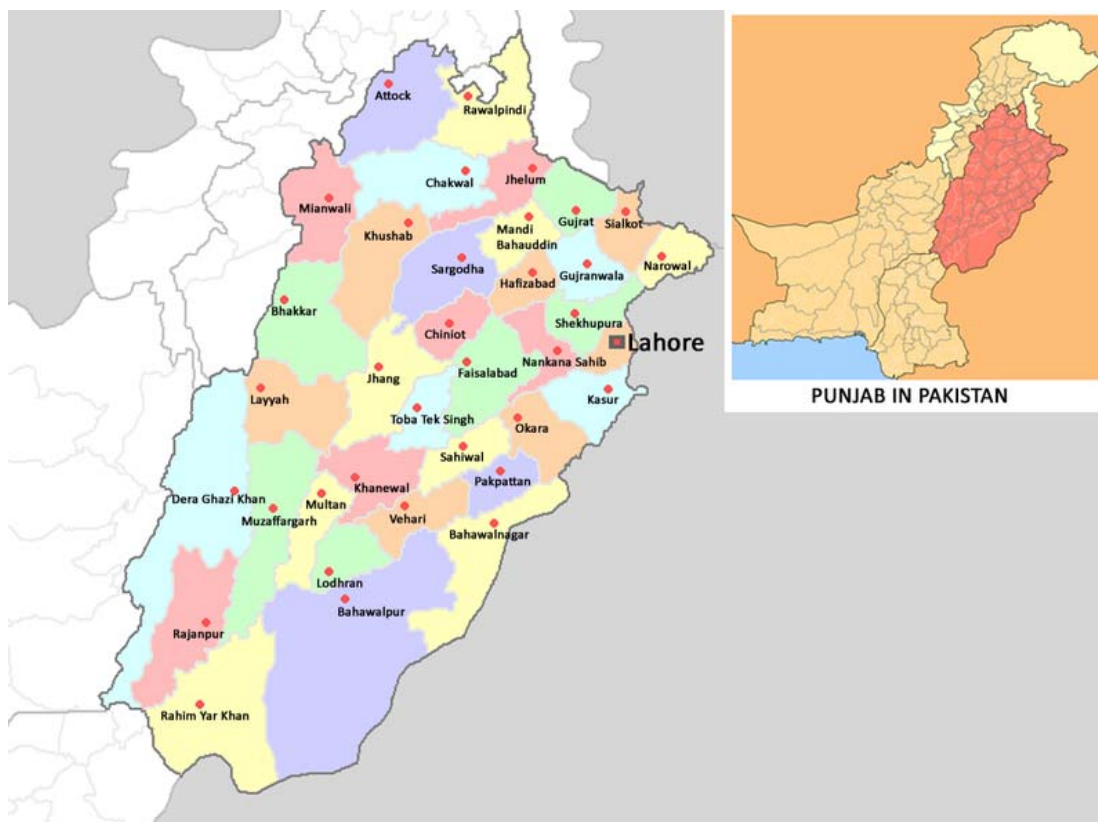 Attock
Rawalpindi
Chakwal
Jhelum
Mianwali
Gujrat
Sialkot
Khushab
Mandi
Bahauddin
Sargodha
Hafizabad
Gujranwala
Narowal
Bhakkar
Chiniot
Shekhupura
Lahore
Nankana Sahib
Faisalabad
Jhang
Layyah
Kasur
Toba Tek Singh
Okara
Sahiwal
Pakpattan
Khanewal
Dera Ghazi Khan
Multan
Muzaffargarh
Vehari
Bahawalnagar
Lodhran
Bahawalpur
Rajanpur
Rahim Yar Khan
PUNJAB IN PAKISTAN